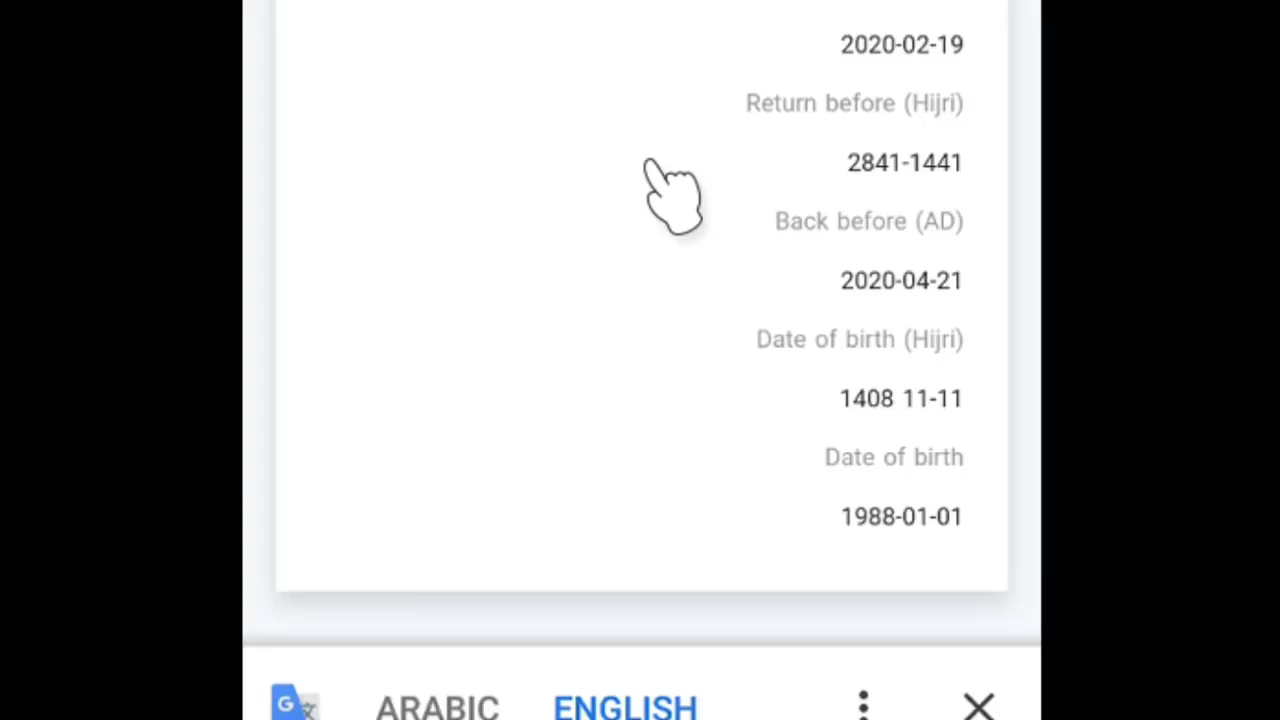 2020-02-19
Return before (Hijri)
2841-1441
Back before (AD)
2020-04-21
Date of birth (Hijri)
1408 11-11
Date of birth
1988-01-01
G 文 ARABIC ENGLISH